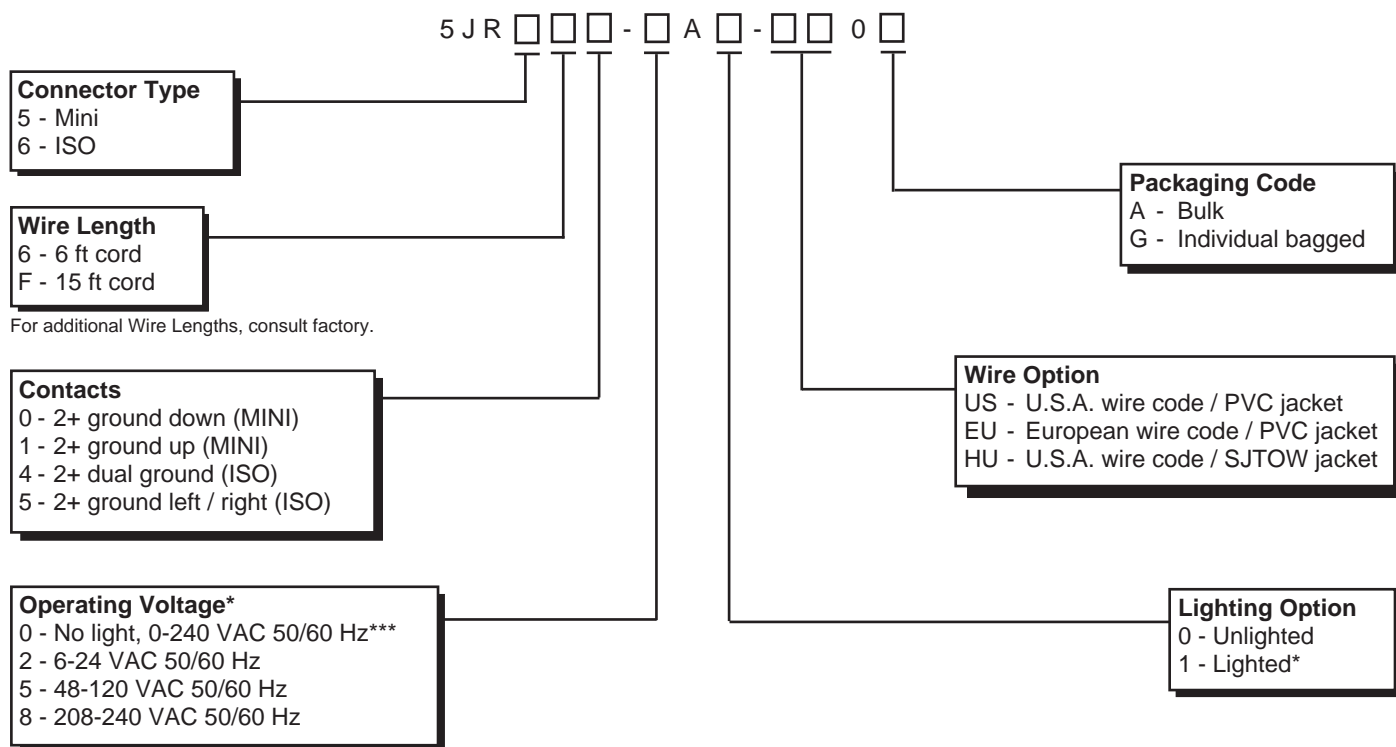 5 J R □ □ □ - □ A □ - □ □ 0 □
Connector Type
5 - Mini
6 - ISO
Wire Length
6 - 6 ft cord
F - 15 ft cord
For additional Wire Lengths, consult factory.
Contacts
0 - 2+ ground down (MINI)
1 - 2+ ground up (MINI)
4 - 2+ dual ground (ISO)
5 - 2+ ground left / right (ISO)
Operating Voltage*
0 - No light, 0-240 VAC 50/60 Hz***
2 - 6-24 VAC 50/60 Hz
5 - 48-120 VAC 50/60 Hz
8 - 208-240 VAC 50/60 Hz
Packaging Code
A - Bulk
G - Individual bagged
Wire Option
US - U.S.A. wire code / PVC jacket
EU - European wire code / PVC jacket
HU - U.S.A. wire code / SJTOW jacket
Lighting Option
0 - Unlighted
1 - Lighted*